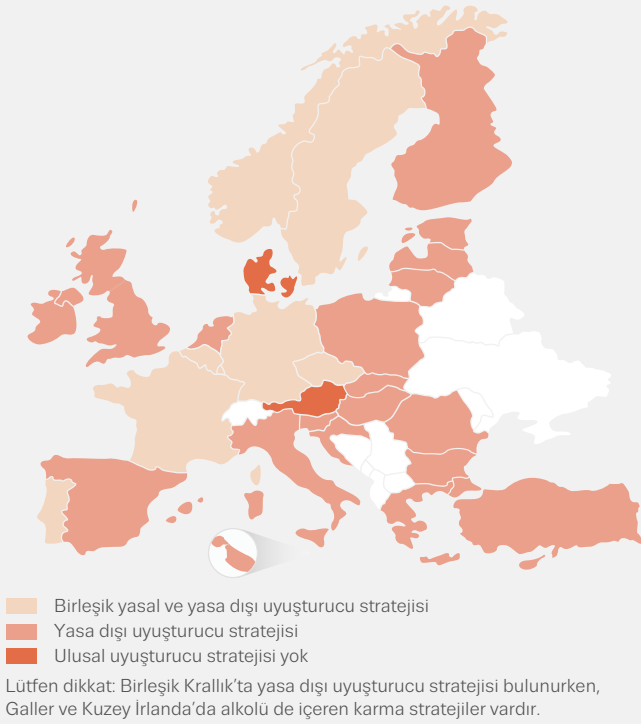 Birleşik yasal ve yasa dışı uyuşturucu stratejisi
Yasa dışı uyuşturucu stratejisi
Ulusal uyuşturucu stratejisi yok
Lütfen dikkat: Birleşik Krallık’ta yasa dışı uyuşturucu stratejisi bulunurken,
Galler ve Kuzey İrlanda’da alkolü de içeren karma stratejiler vardır.